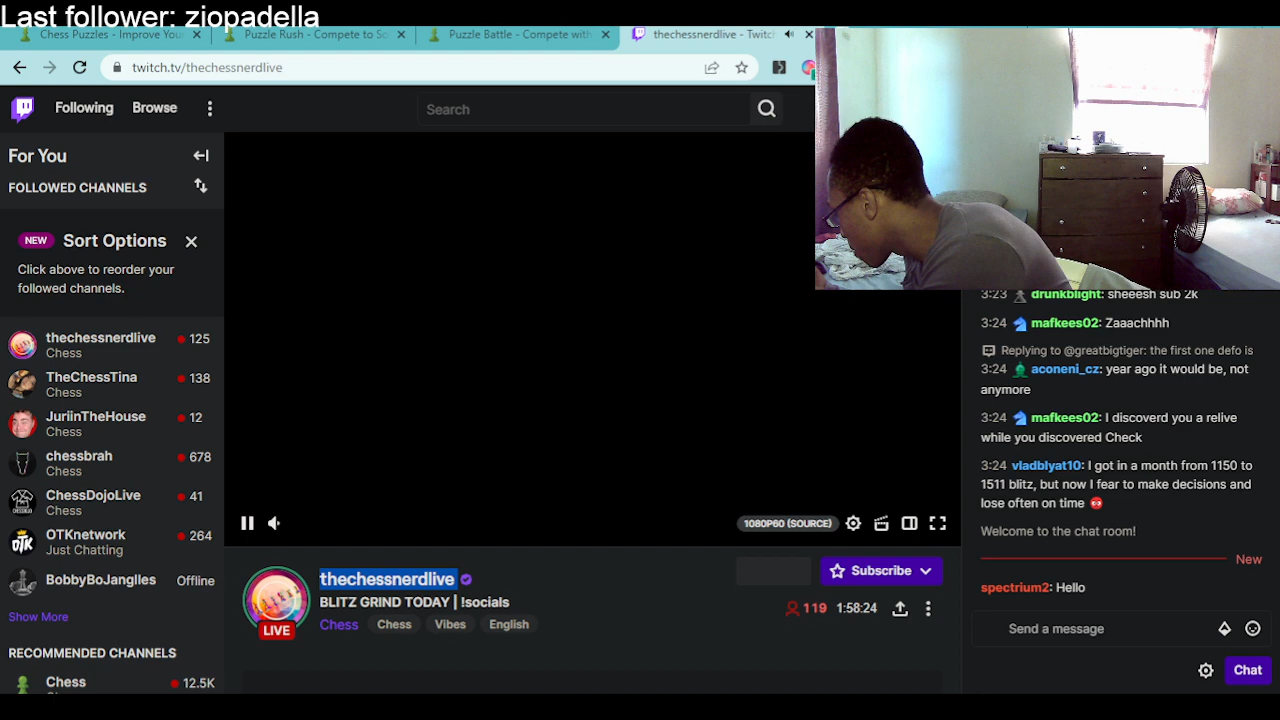 Last follower: ziopadella
Chess Puzzles - Improve Your
Puzzle Rush - Compete to So
Puzzle Battle - Compete with
thechessnerdlive - Twitch
twitch.tv/thechessnerdlive
Following
Browse
Search
For You
FOLLOWED CHANNELS
NEW Sort Options
Click above to reorder your
followed channels.
thechessnerdlive 125
Chess
TheChessTina 138
Chess
JuriinTheHouse 12
Chess
chessbrah 678
Chess
ChessDojoLive 41
Chess
OTKnetwork 264
Just Chatting
BobbyBoJanglles Offline
Show More
RECOMMENDED CHANNELS
Chess 12.5K
1080P60 (SOURCE)
thechessnerdlive
Subscribe
BLITZ GRIND TODAY | !socials
Chess Chess Vibes English
LIVE
119 1:58:24
3:23 drunkblight: sheeesh sub 2k
3:24 mafkees02: Zaaachhhh
Replying to @greatbigtiger: the first one defo is
3:24 aconeni_cz: year ago it would be, not
anymore
3:24 mafkees02: I discoverd you a relive
while you discovered Check
3:24 vladblyat10: I got in a month from 1150 to
1511 blitz, but now I fear to make decisions and
lose often on time
Welcome to the chat room!
New
spectrium2: Hello
Send a message
Chat